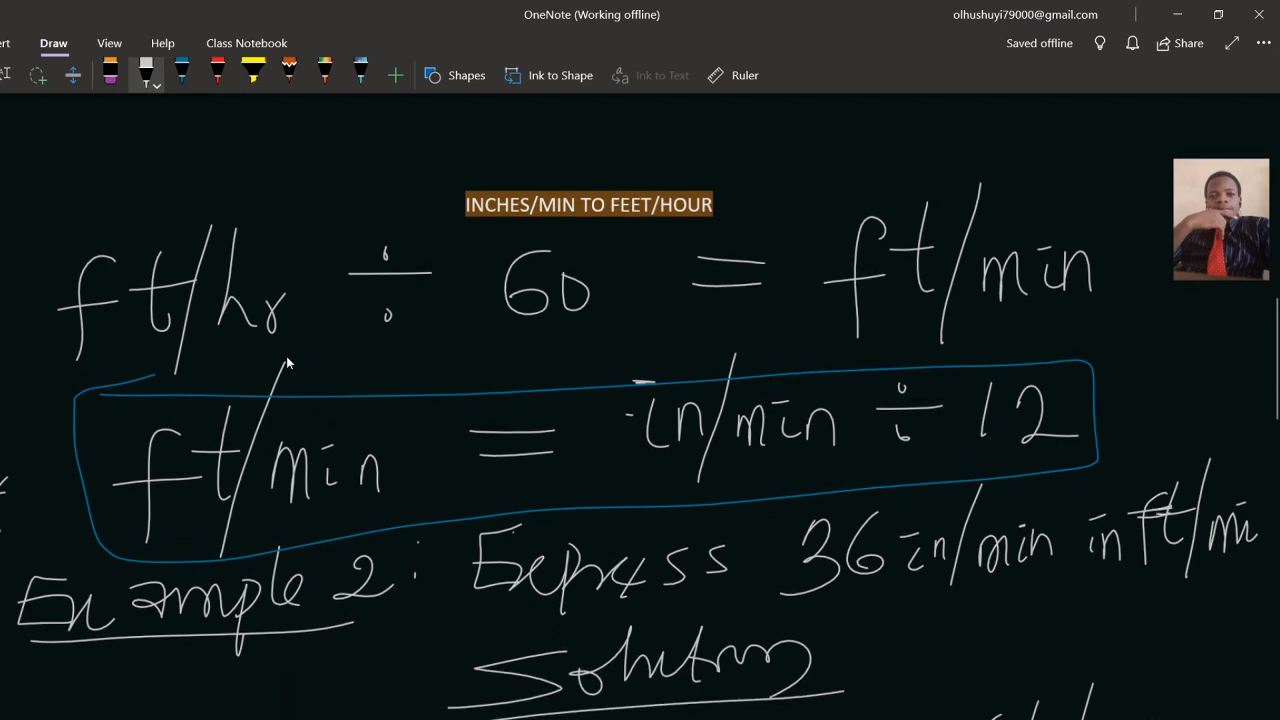 OneNote (Working offline) olhushuyi79000@gmail.com
Draw View Help Class Notebook Saved offline Share
Shapes Ink to Shape Ink to Text Ruler
INCHES/MIN TO FEET/HOUR
ft/hr ÷ 60 = ft/min
ft/min = in/min ÷ 12
Example 2: Express 36 in/min in ft/mi
Solution